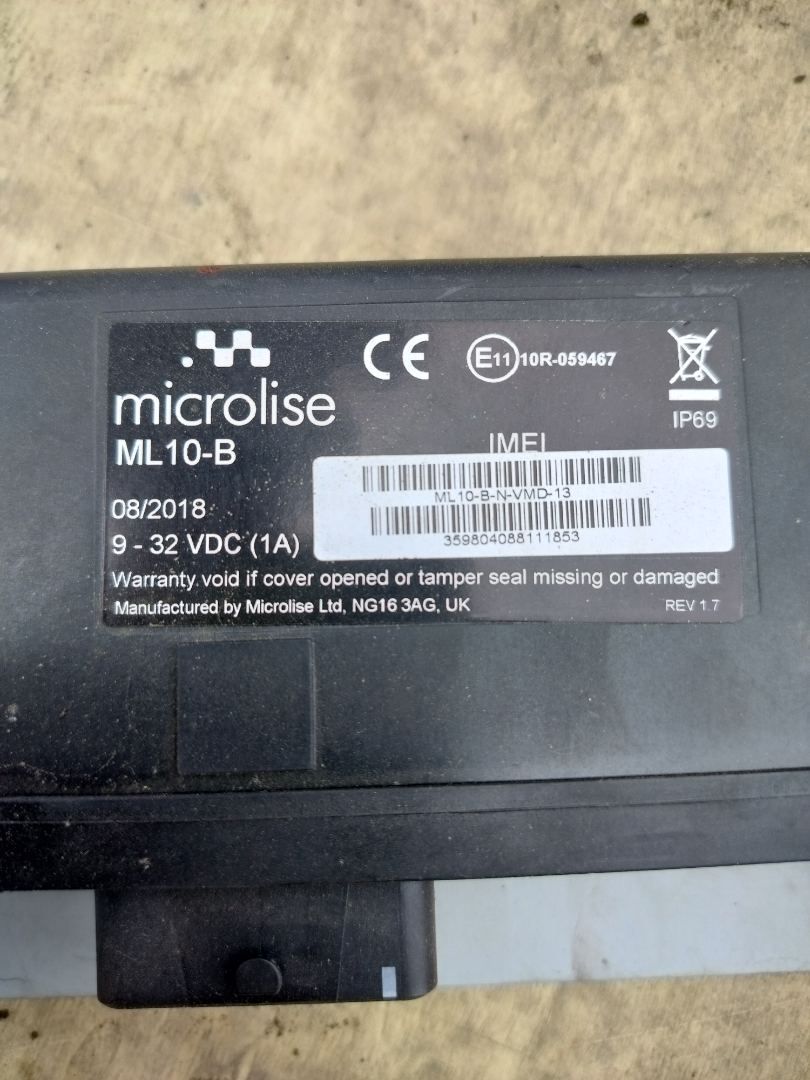 CE E11 10R-059467
microlise
IP69
ML10-B
IMEI
ML10-B-N-VMD-13
08/2018
359804088111853
9 - 32 VDC (1A)
Warranty void if cover opened or tamper seal missing or damaged
Manufactured by Microlise Ltd, NG16 3AG, UK
REV 1.7